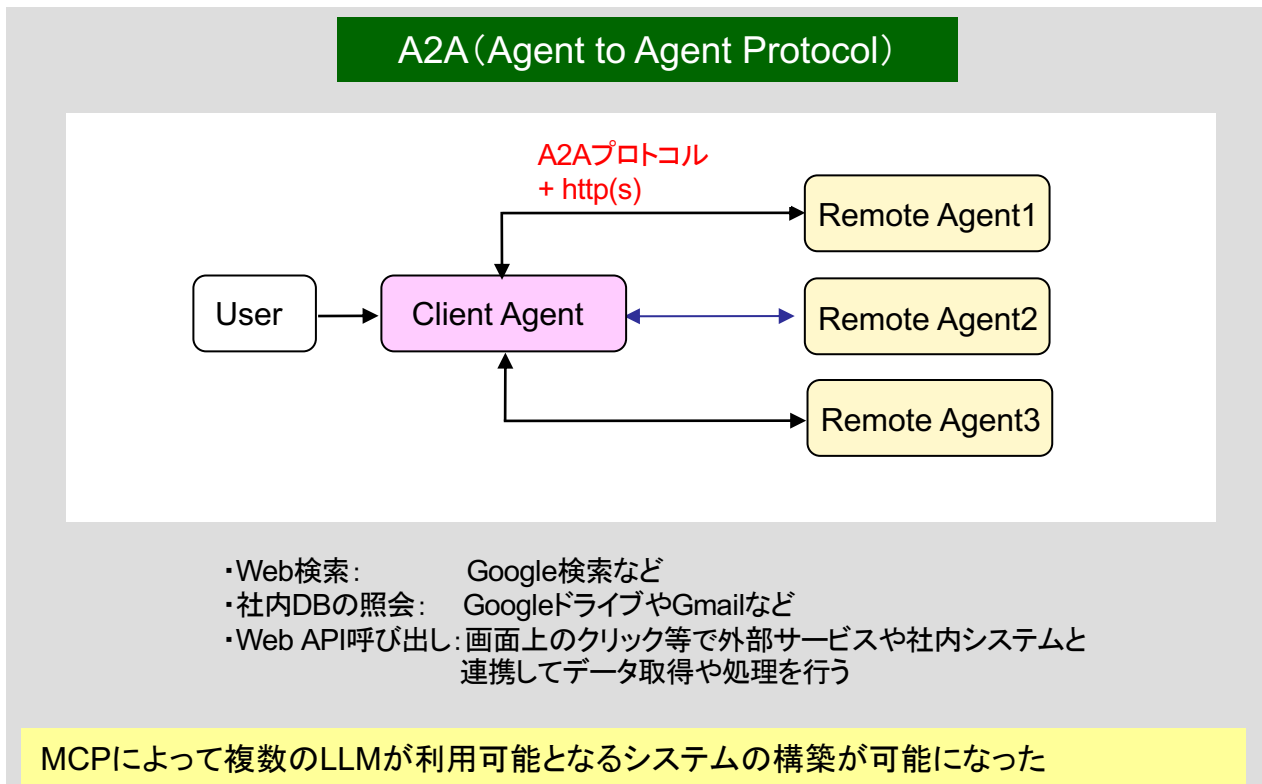 A2A（Agent to Agent Protocol）
A2Aプロトコル
+ http(s)
Remote Agent1
User
Client Agent
Remote Agent2
Remote Agent3
・Web検索： Google検索など
・社内DBの照会： GoogleドライブやGmailなど
・Web API呼び出し：画面上のクリック等で外部サービスや社内システムと
連携してデータ取得や処理を行う
MCPによって複数のLLMが利用可能となるシステムの構築が可能になった